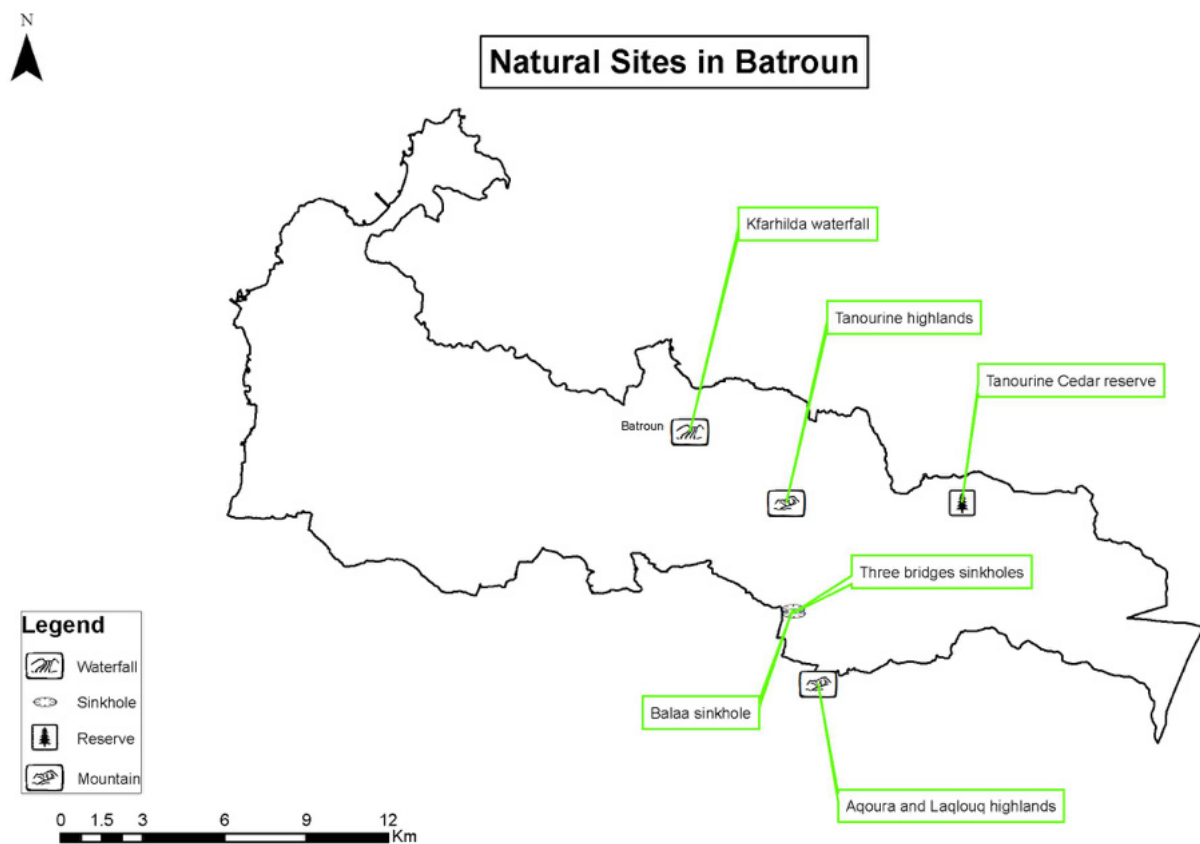 N
Natural Sites in Batroun
Kfarhilda waterfall
Tanourine highlands
Tanourine Cedar reserve
Batroun
Three bridges sinkholes
Balaa sinkhole
Aqoura and Laqlouq highlands
Legend
Waterfall
Sinkhole
Reserve
Mountain
0 1.5 3 6 9 12
Km